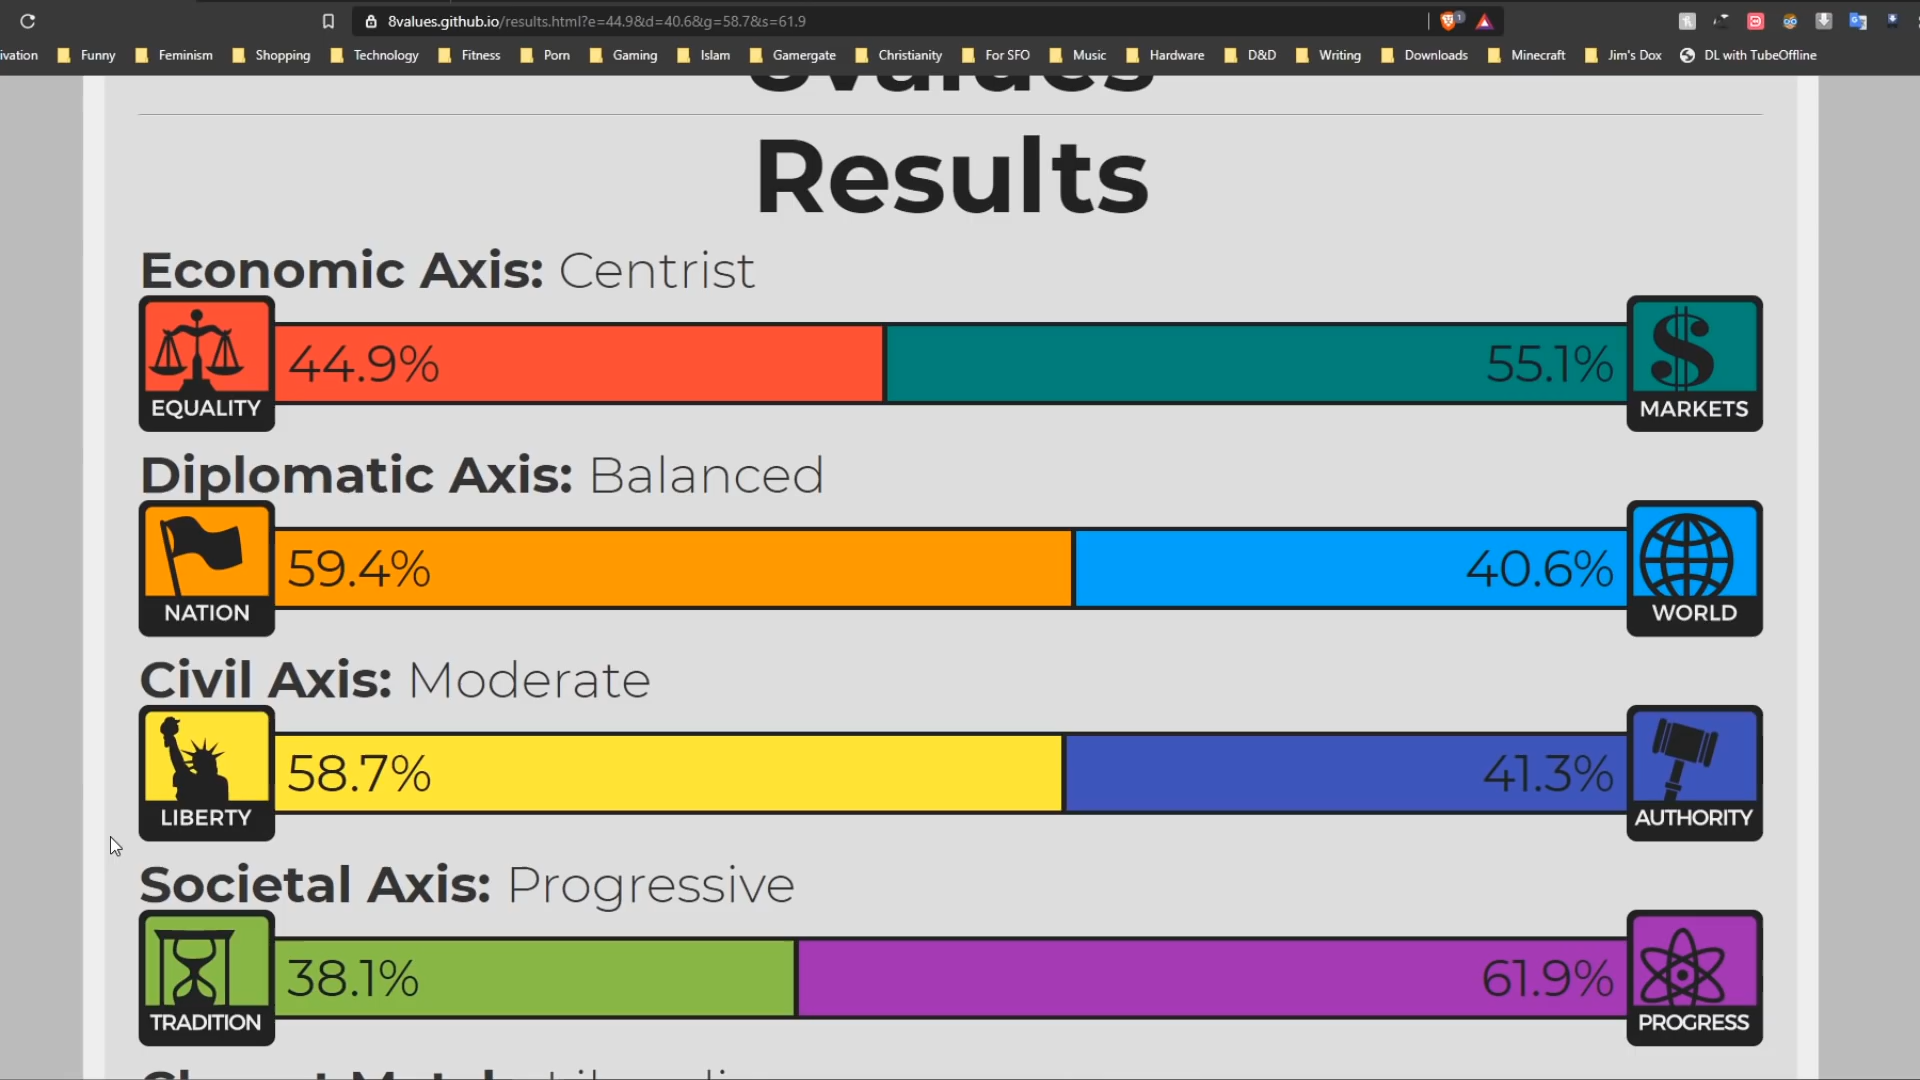 8values.github.io/results.html?e=44.9&d=40.6&g=58.7&s=61.9
1
ivation Funny Feminism Shopping Technology Fitness Porn Gaming Islam Gamergate Christianity For SFO Music Hardware D&D Writing Downloads Minecraft Jim's Dox DL with TubeOffline
8values
Results
Economic Axis: Centrist
44.9% 55.1%
EQUALITY MARKETS
Diplomatic Axis: Balanced
59.4% 40.6%
NATION WORLD
Civil Axis: Moderate
58.7% 41.3%
LIBERTY AUTHORITY
Societal Axis: Progressive
38.1% 61.9%
TRADITION PROGRESS